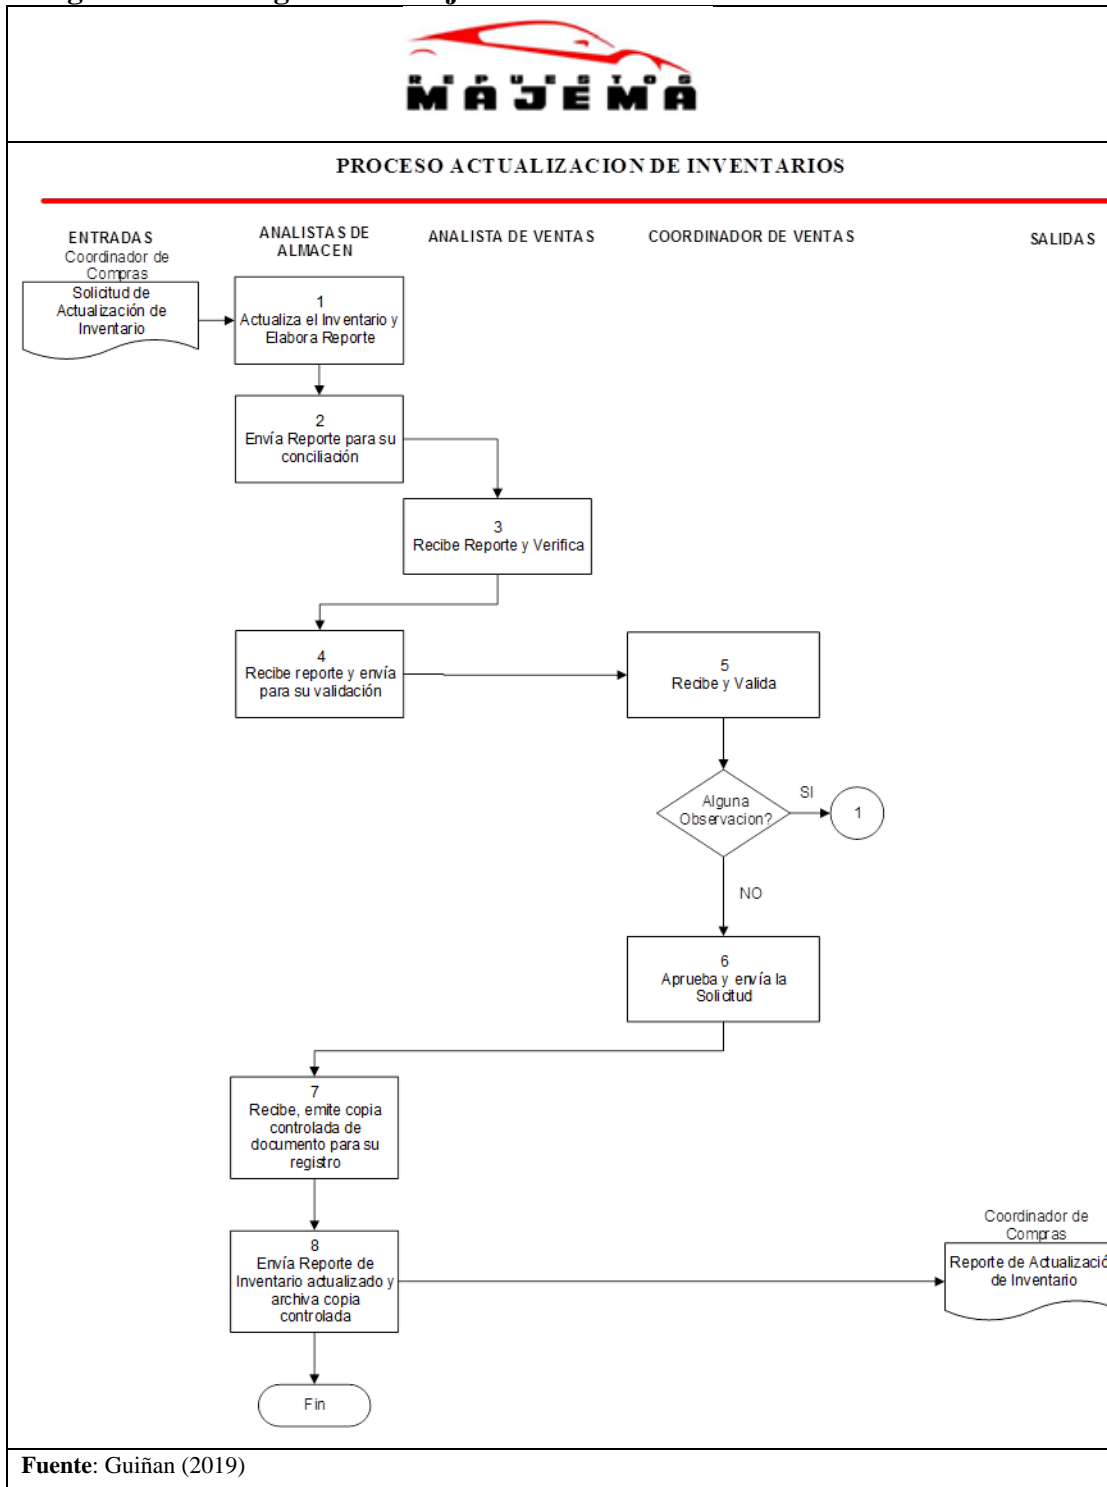 REPUESTOS
MAJEMA
PROCESO ACTUALIZACION DE INVENTARIOS
ENTRADAS
ANALISTAS DE
ALMACEN
ANALISTA DE VENTAS
COORDINADOR DE VENTAS
SALIDAS
Coordinador de
Compras
Solicitud de
Actualización de
Inventario
1
Actualiza el Inventario y
Elabora Reporte
2
Envía Reporte para su
conciliación
3
Recibe Reporte y Verifica
4
Recibe reporte y envía
para su validación
5
Recibe y Valida
Alguna
Observacion?
SI
1
NO
6
Aprueba y envía la
Solicitud
7
Recibe, emite copia
controlada de
documento para su
registro
8
Envía Reporte de
Inventario actualizado y
archiva copia
controlada
Coordinador de
Compras
Reporte de Actualizació
de Inventario
Fin
Fuente: Guiñan (2019)